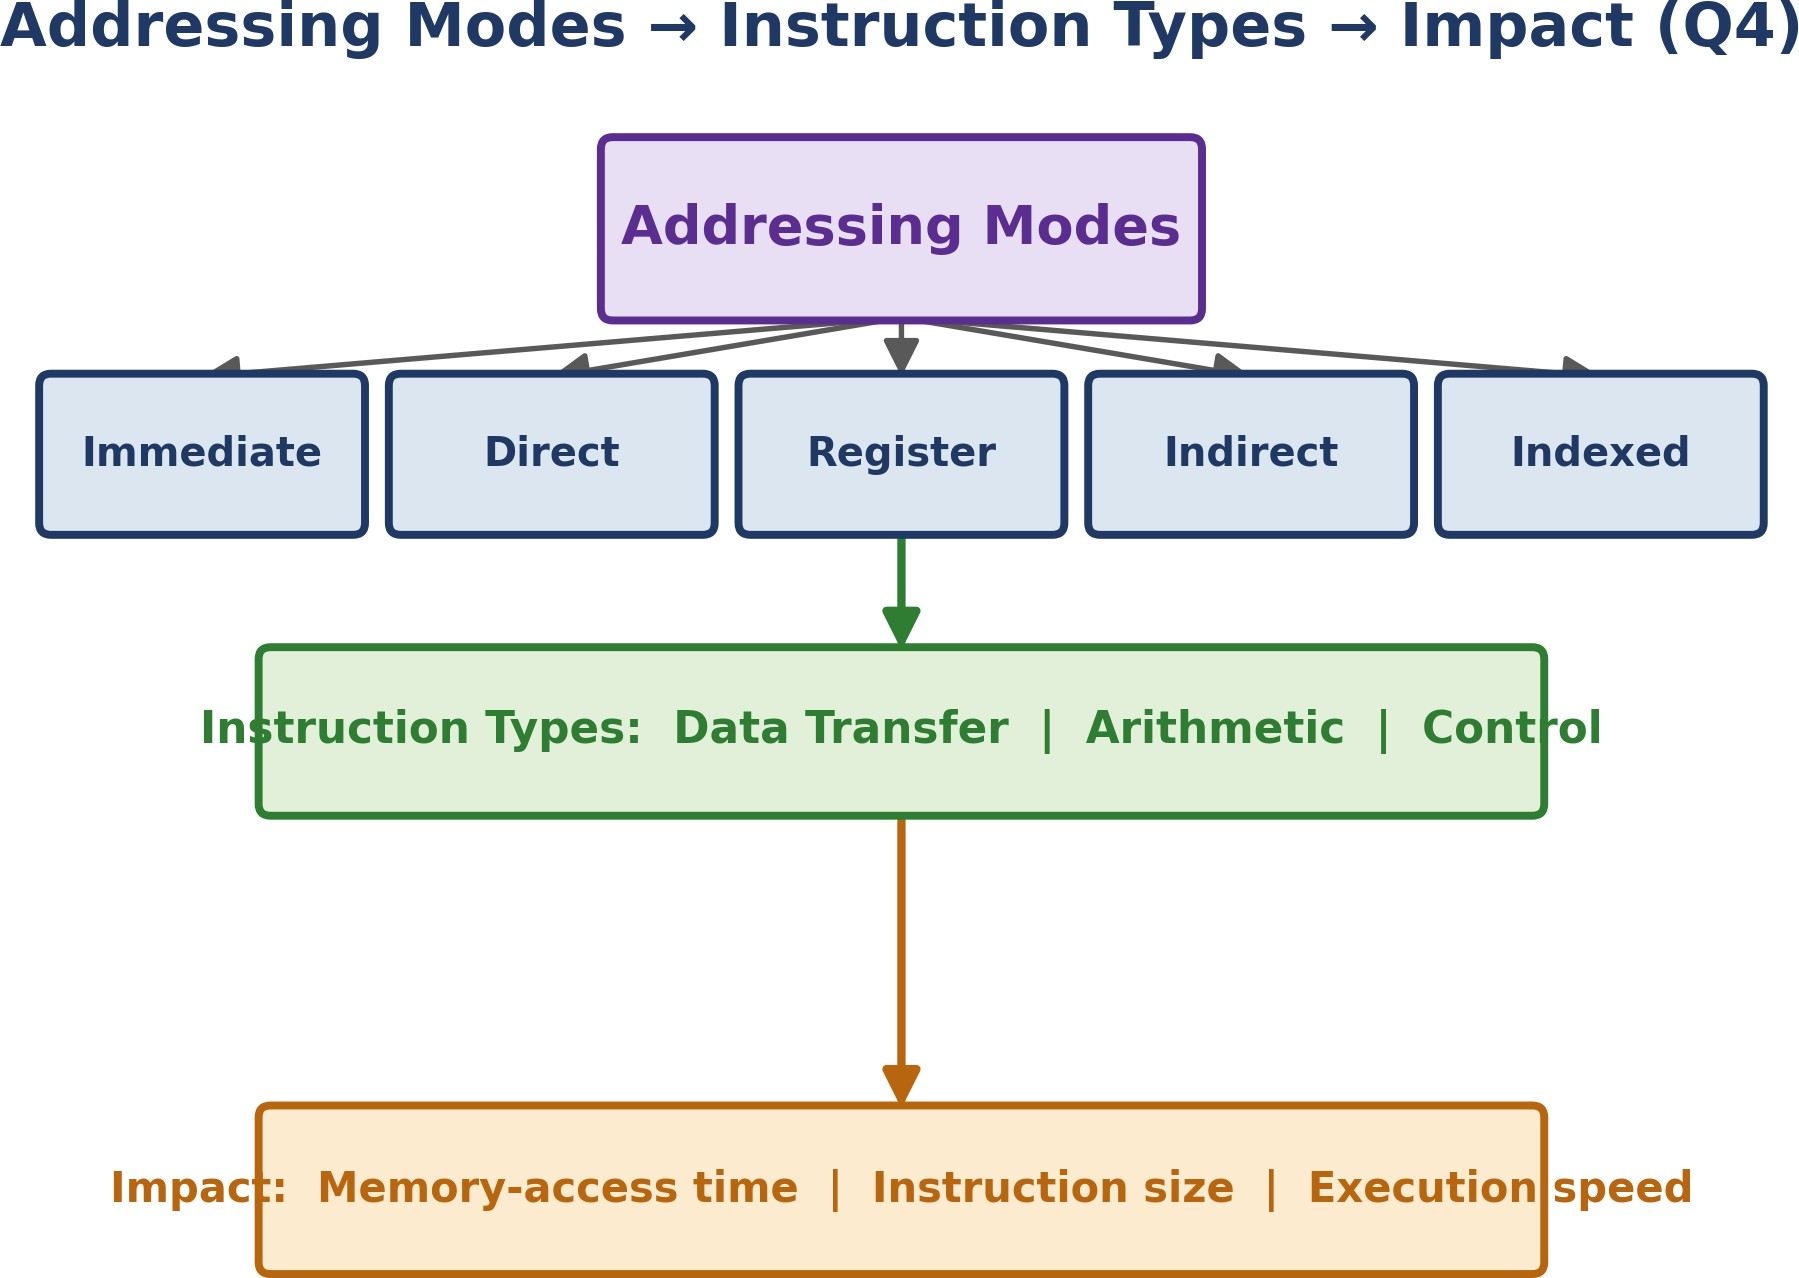 Addressing Modes → Instruction Types → Impact (Q4)
Addressing Modes
Immediate
Direct
Register
Indirect
Indexed
Instruction Types:  Data Transfer  |  Arithmetic  |  Control
Impact:  Memory-access time  |  Instruction size  |  Execution speed